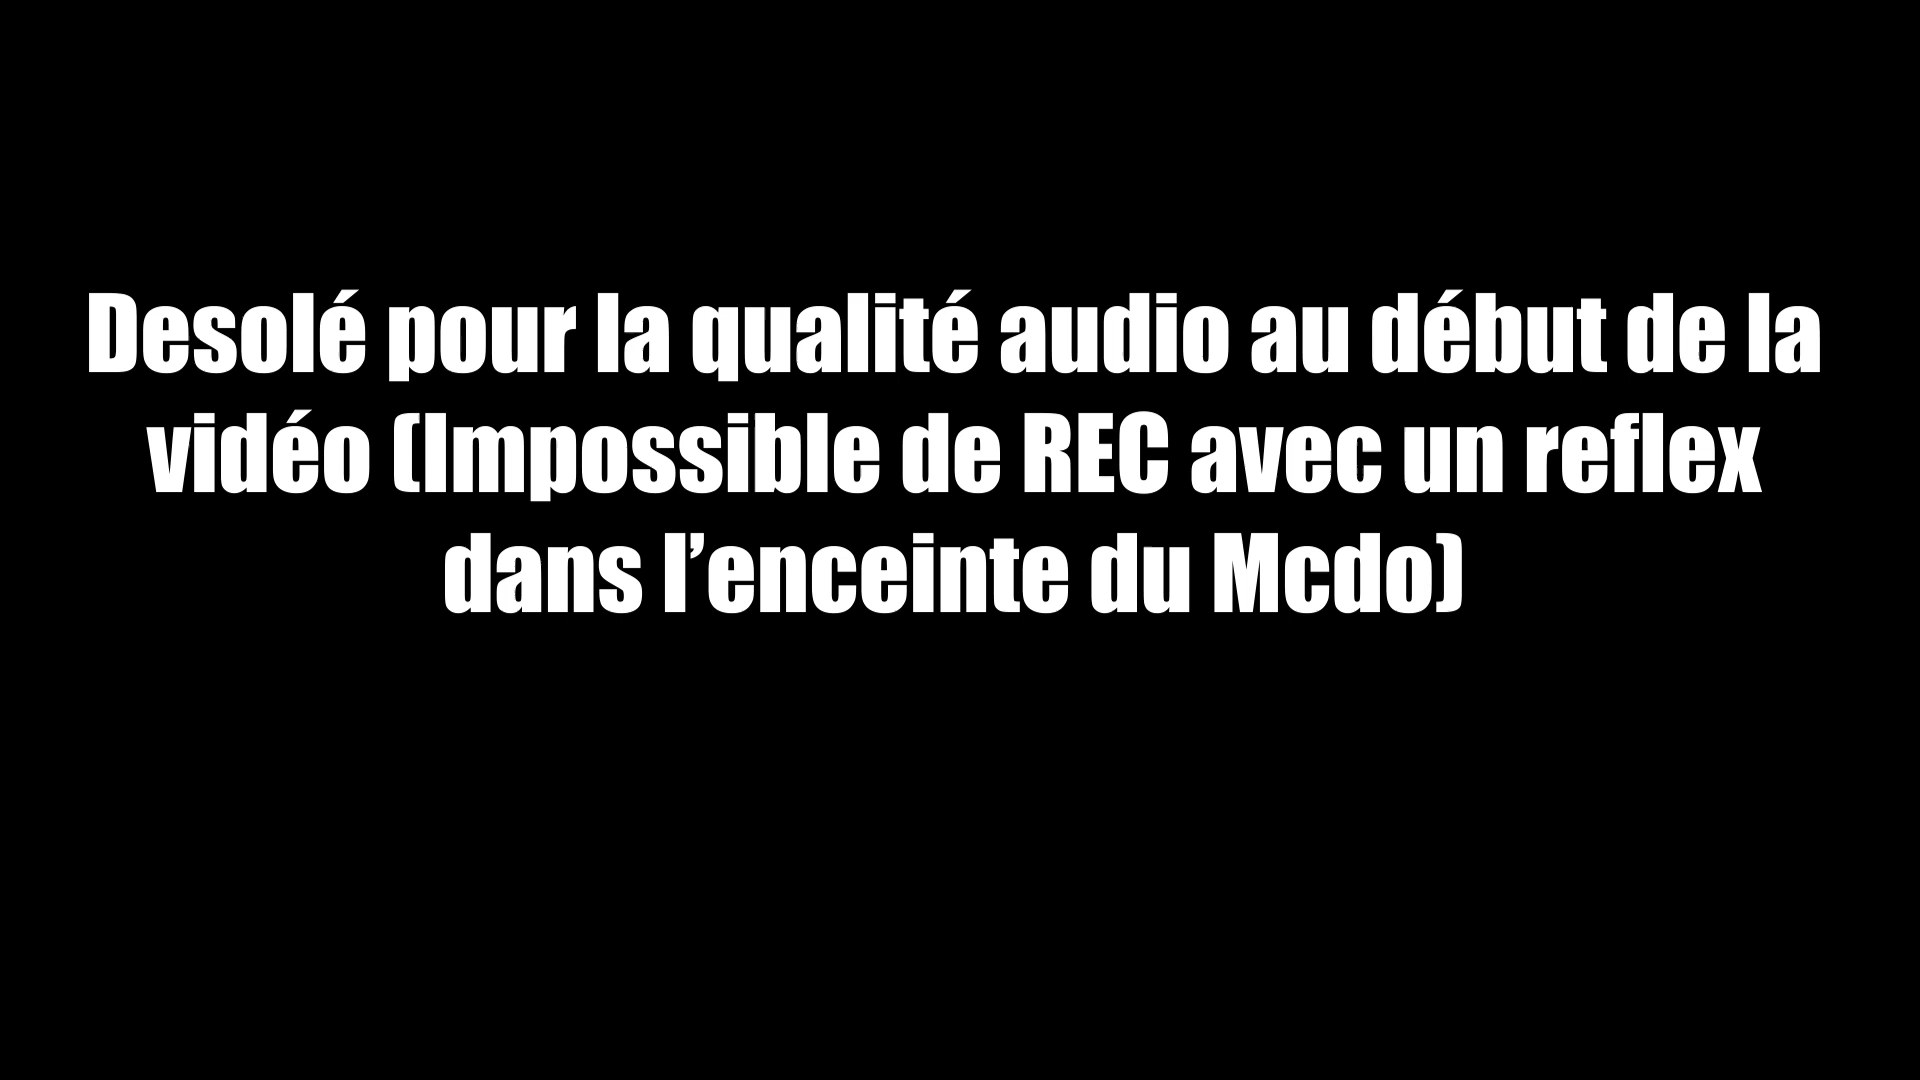 Desolé pour la qualité audio au début de la
vidéo (Impossible de REC avec un reflex
dans l’enceinte du Mcdo)